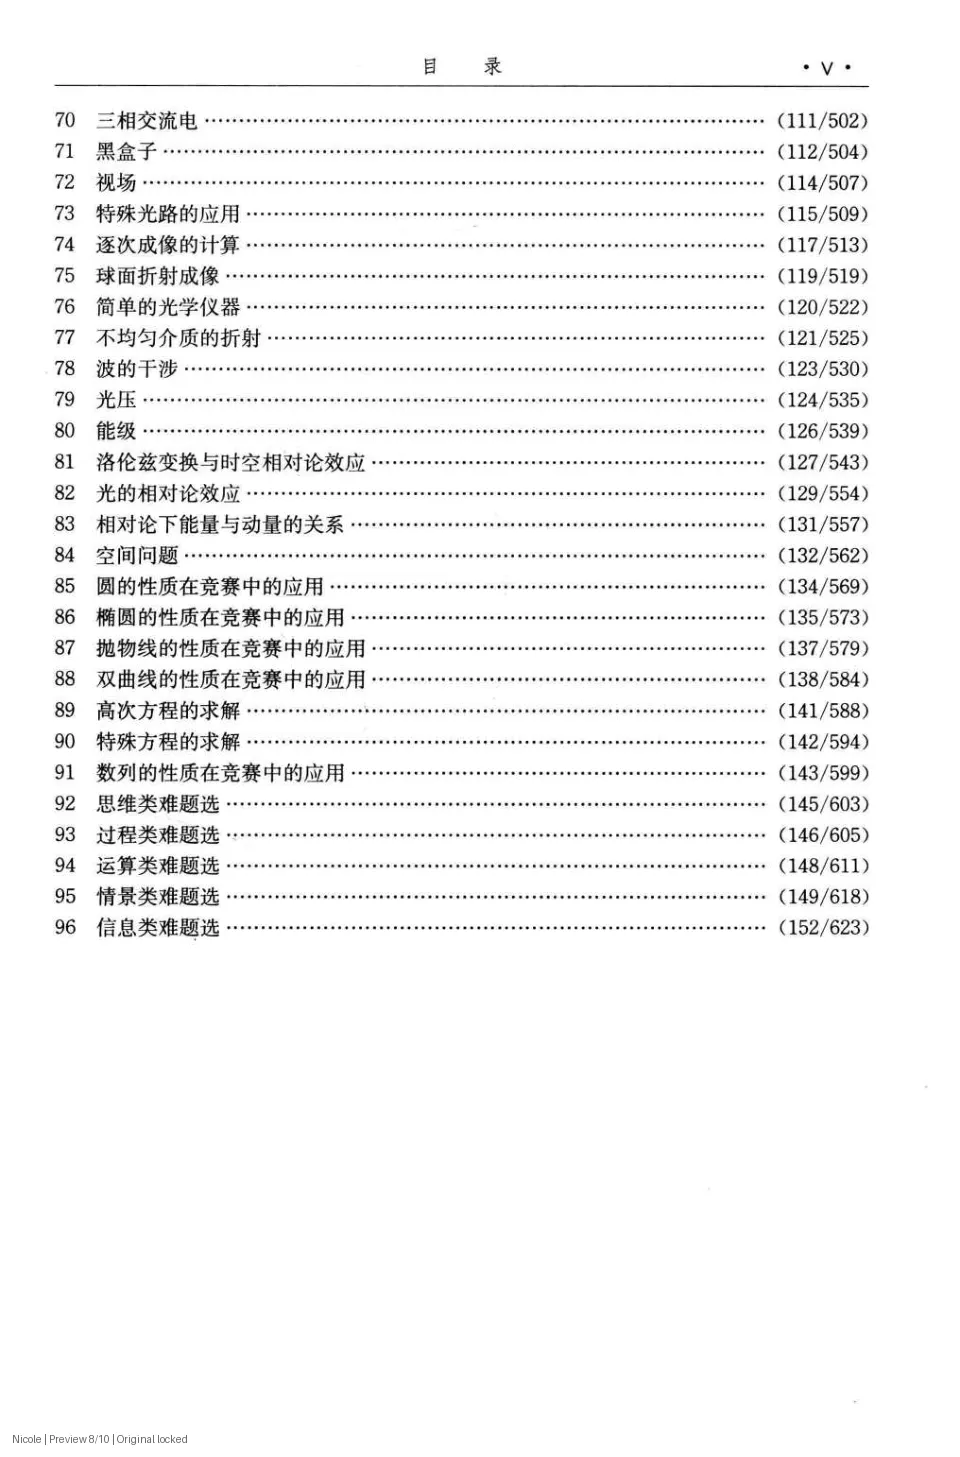 目 录 · V ·
70 三相交流电 …… (111/502)
71 黑盒子 …… (112/504)
72 视场 …… (114/507)
73 特殊光路的应用 …… (115/509)
74 逐次成像的计算 …… (117/513)
75 球面折射成像 …… (119/519)
76 简单的光学仪器 …… (120/522)
77 不均匀介质的折射 …… (121/525)
78 波的干涉 …… (123/530)
79 光压 …… (124/535)
80 能级 …… (126/539)
81 洛伦兹变换与时空相对论效应 …… (127/543)
82 光的相对论效应 …… (129/554)
83 相对论下能量与动量的关系 …… (131/557)
84 空间问题 …… (132/562)
85 圆的性质在竞赛中的应用 …… (134/569)
86 椭圆的性质在竞赛中的应用 …… (135/573)
87 抛物线的性质在竞赛中的应用 …… (137/579)
88 双曲线的性质在竞赛中的应用 …… (138/584)
89 高次方程的求解 …… (141/588)
90 特殊方程的求解 …… (142/594)
91 数列的性质在竞赛中的应用 …… (143/599)
92 思维类难题选 …… (145/603)
93 过程类难题选 …… (146/605)
94 运算类难题选 …… (148/611)
95 情景类难题选 …… (149/618)
96 信息类难题选 …… (152/623)
Nicole | Preview 8/10 | Original locked